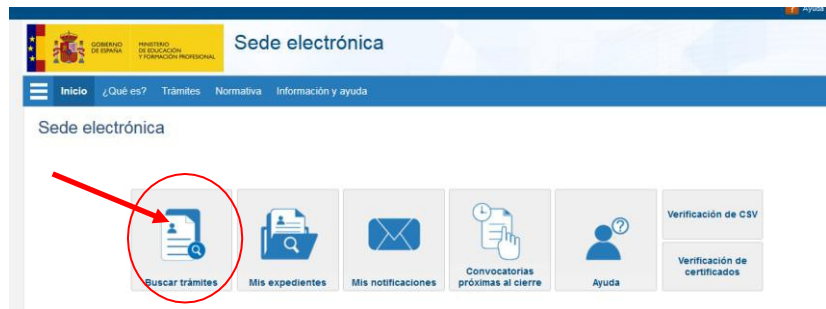 Ayuda
GOBIERNO
DE ESPAÑA
MINISTERIO
DE EDUCACIÓN
Y FORMACIÓN PROFESIONAL
Sede electrónica
Inicio ¿Qué es? Trámites Normativa Información y ayuda
Sede electrónica
Buscar trámites
Mis expedientes
Mis notificaciones
Convocatorias
próximas al cierre
Ayuda
Verificación de CSV
Verificación de
certificados